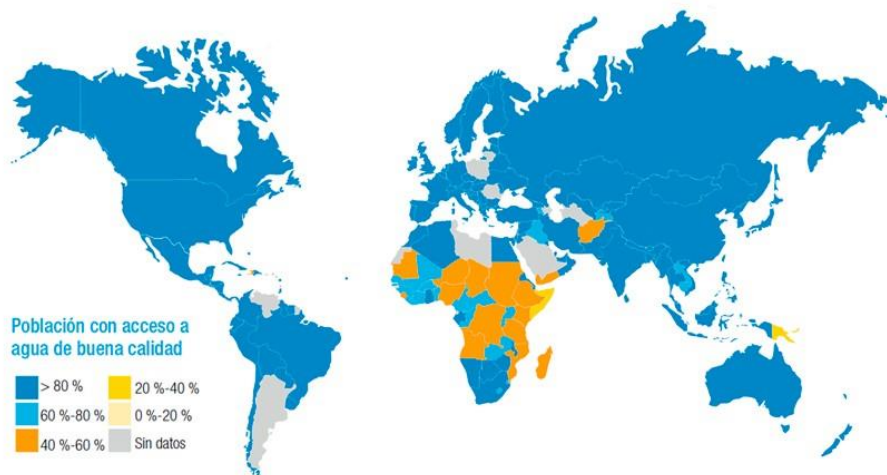 Población con acceso a
agua de buena calidad
> 80 %
60 %-80 %
40 %-60 %
20 %-40 %
0 %-20 %
Sin datos